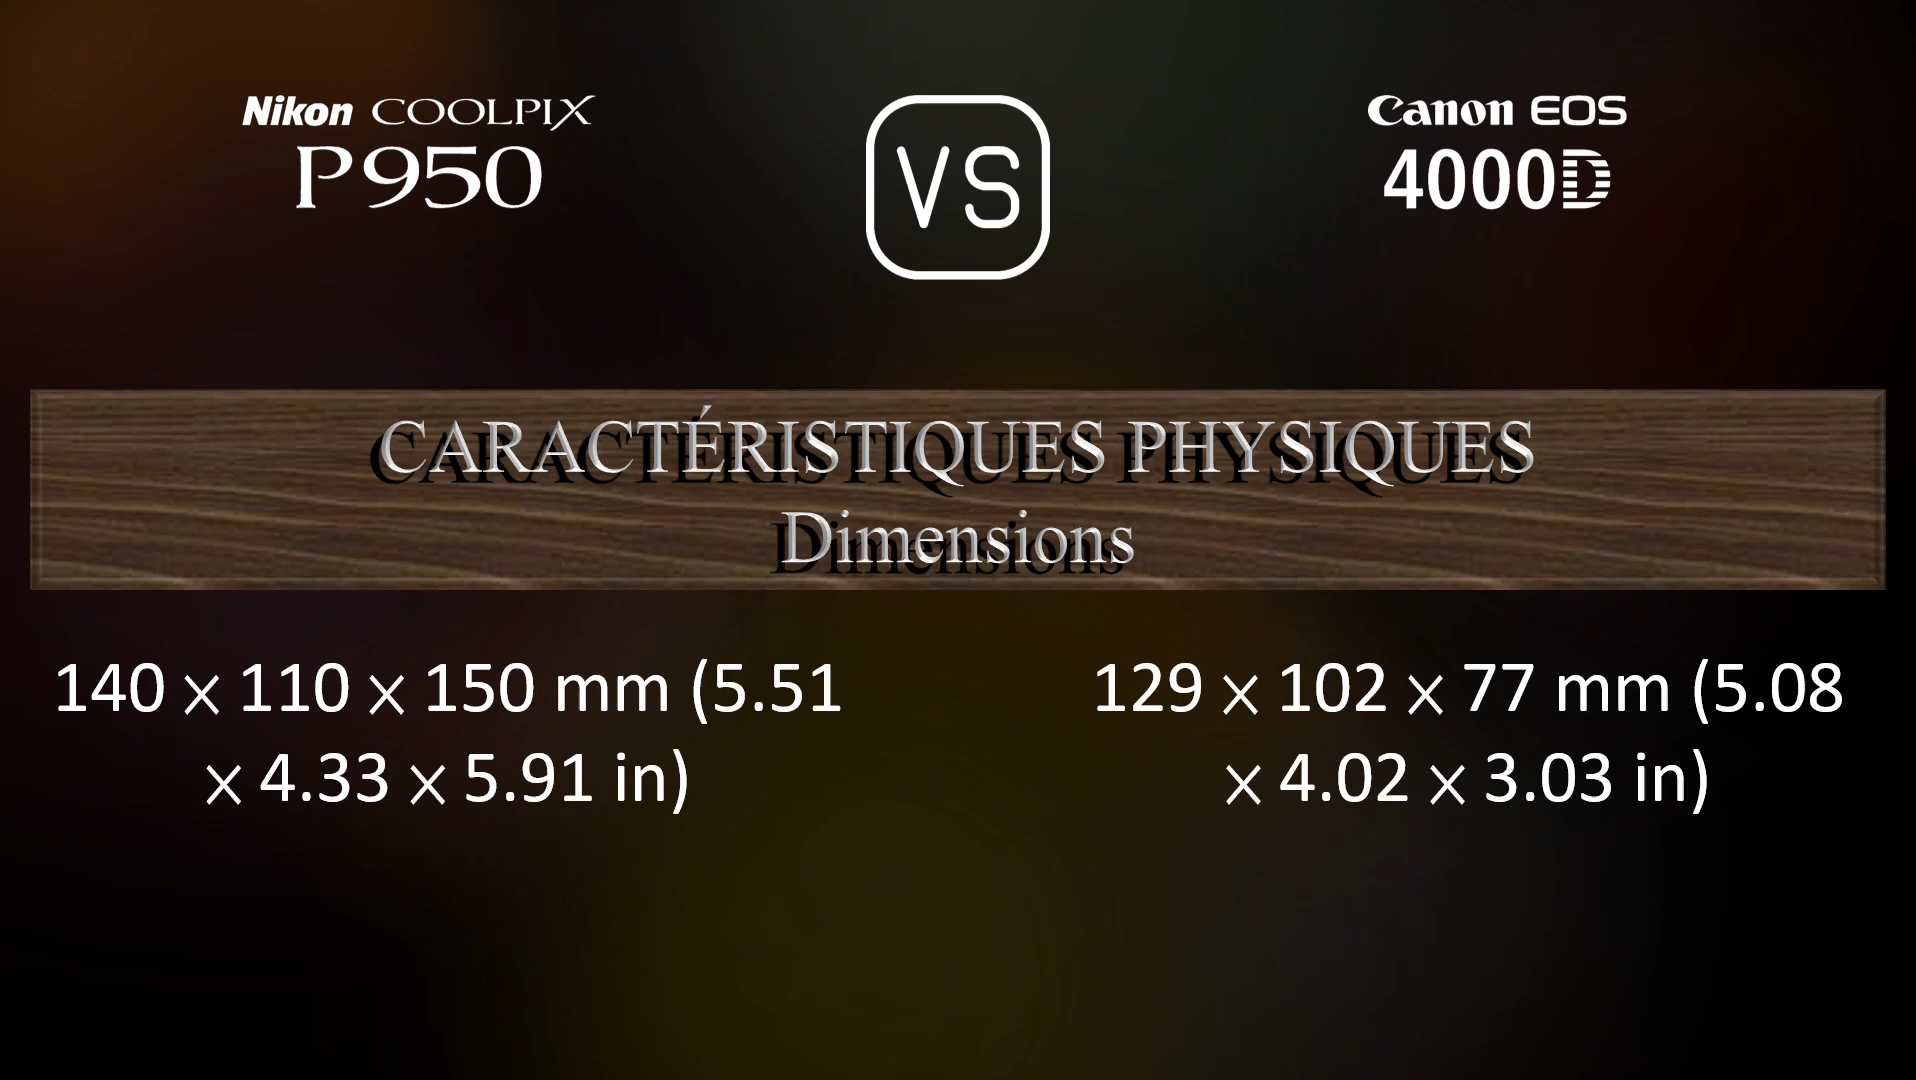 Nikon COOLPIX
P950
VS
Canon EOS
4000D
CARACTÉRISTIQUES PHYSIQUES
Dimensions
140 x 110 x 150 mm (5.51
x 4.33 x 5.91 in)
129 x 102 x 77 mm (5.08
x 4.02 x 3.03 in)